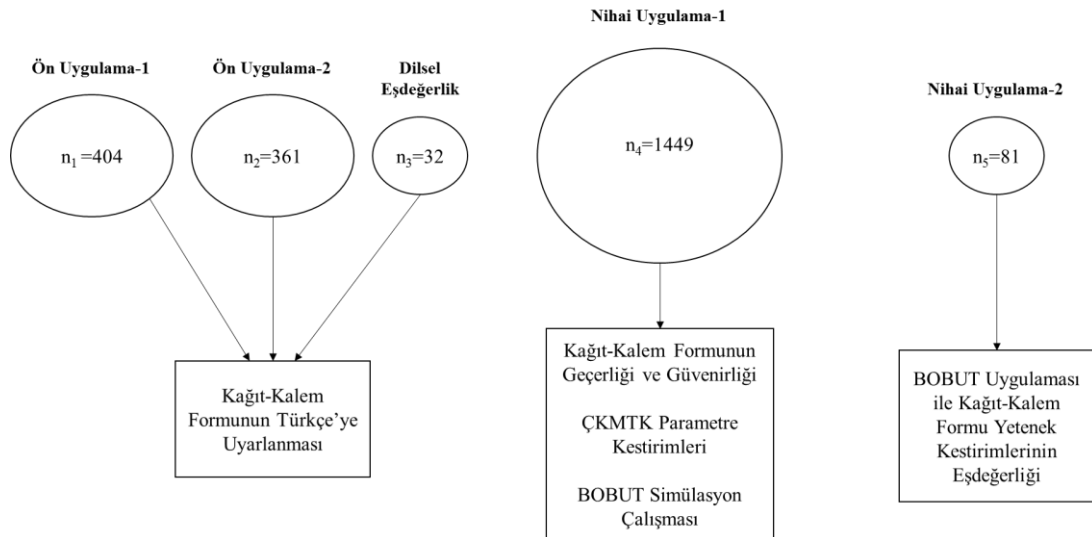 Ön Uygulama-1
n₁ =404
Ön Uygulama-2
n₂=361
Dilsel
Eşdeğerlik
n₃=32
Kağıt-Kalem
Formunun Türkçe’ye
Uyarlanması
Nihai Uygulama-1
n₄=1449
Kağıt-Kalem Formunun
Geçerliği ve Güvenirliği
ÇKMTK Parametre
Kestirimleri
BOBUT Simülasyon
Çalışması
Nihai Uygulama-2
n₅=81
BOBUT Uygulaması
ile Kağıt-Kalem
Formu Yetenek
Kestirimlerinin
Eşdeğerliği